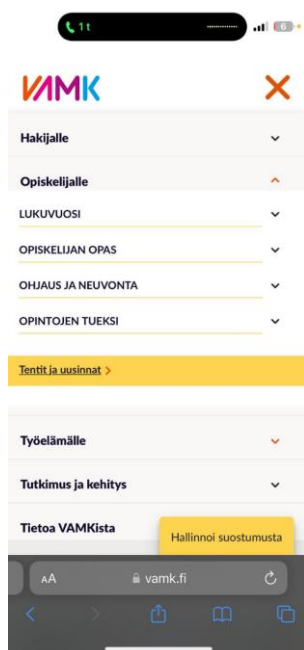 1 t
6
VAMK
Hakijalle
Opiskelijalle
LUKUVUOSI
OPISKELIJAN OPAS
OHJAUS JA NEUVONTA
OPINTOJEN TUEKSI
Tentit ja uusinnat >
Työelämälle
Tutkimus ja kehitys
Tietoa VAMKista
Hallinnoi suostumusta
AA
vamk.fi